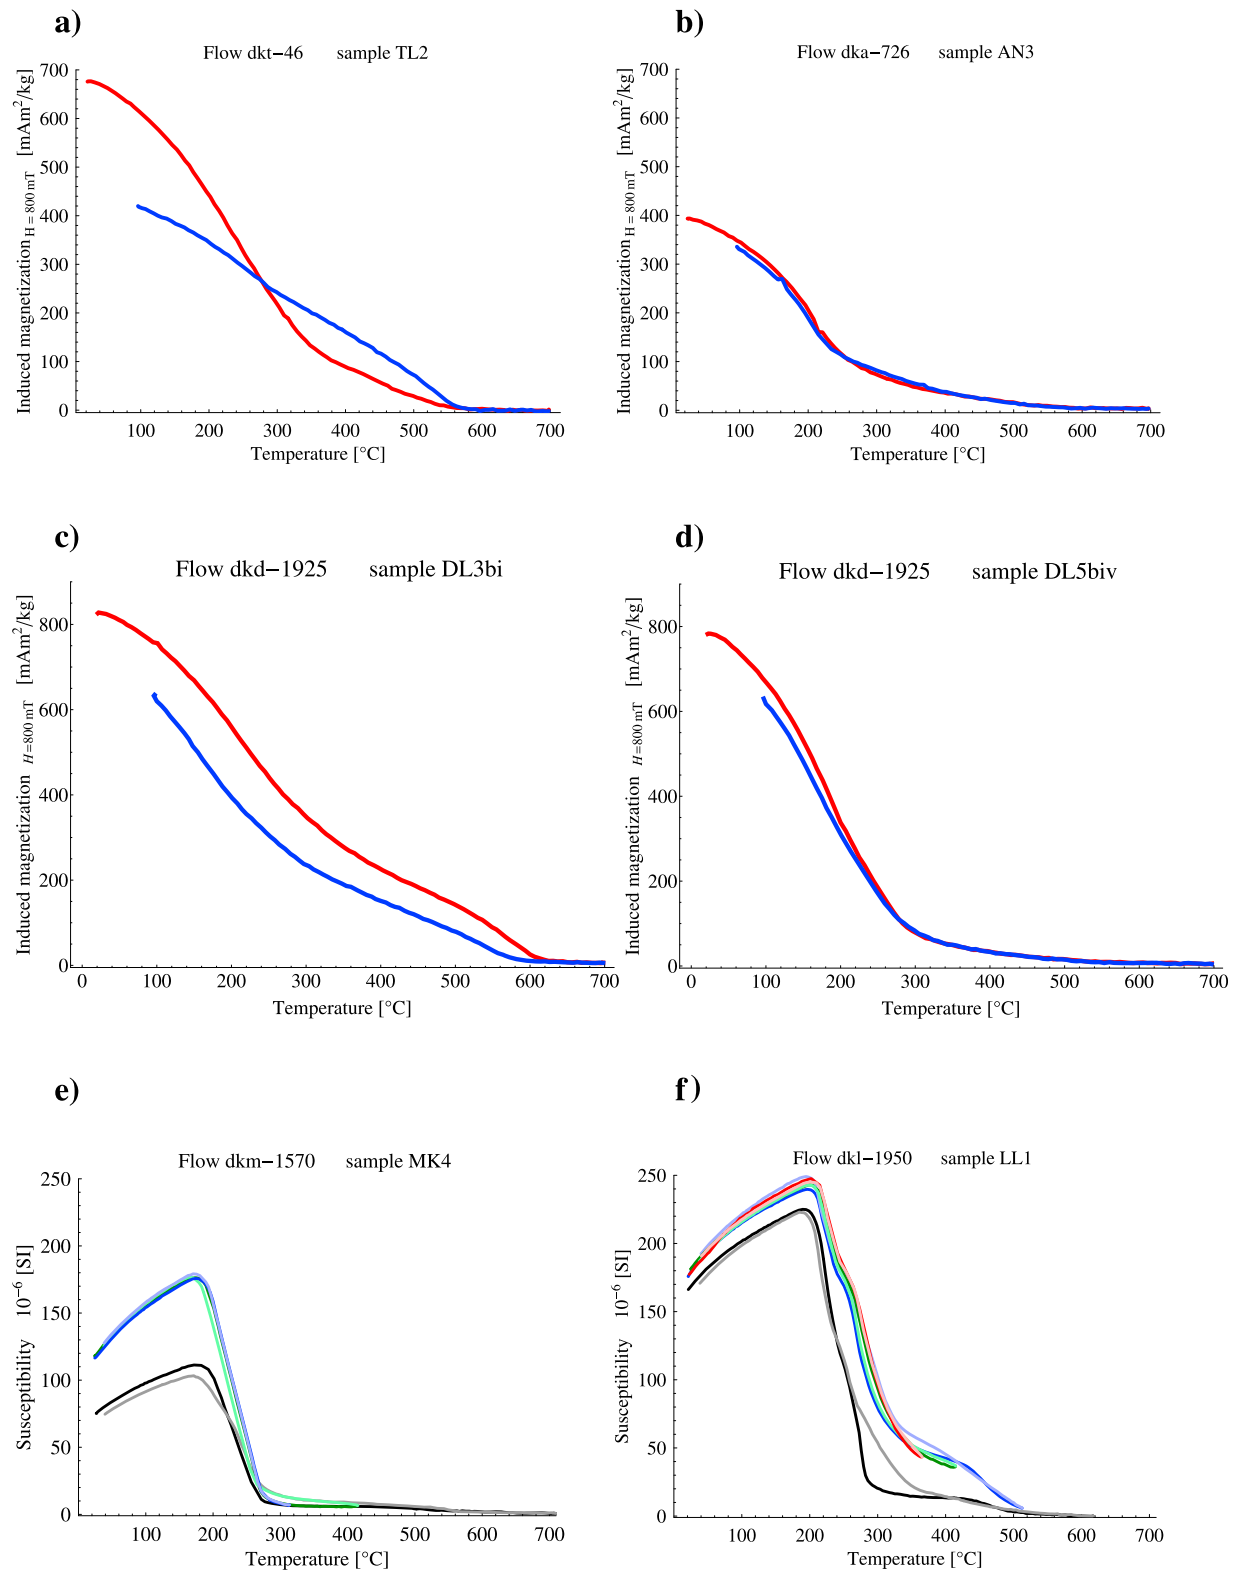 a)
Flow dkt−46 sample TL2
Induced magnetization H = 800 mT [mAm²/kg]
700
600
500
400
300
200
100
0
100 200 300 400 500 600 700
Temperature [°C]
b)
Flow dka−726 sample AN3
Induced magnetization H = 800 mT [mAm²/kg]
700
600
500
400
300
200
100
0
100 200 300 400 500 600 700
Temperature [°C]
c)
Flow dkd−1925 sample DL3bi
Induced magnetization H=800 mT [mAm²/kg]
800
600
400
200
0
0 100 200 300 400 500 600 700
Temperature [°C]
d)
Flow dkd−1925 sample DL5biv
Induced magnetization H=800 mT [mAm²/kg]
800
600
400
200
0
0 100 200 300 400 500 600 700
Temperature [°C]
e)
Flow dkm−1570 sample MK4
Susceptibility 10⁻⁶ [SI]
250
200
150
100
50
0
100 200 300 400 500 600 700
Temperature [°C]
f)
Flow dkl−1950 sample LL1
Susceptibility 10⁻⁶ [SI]
250
200
150
100
50
0
100 200 300 400 500 600 700
Temperature [°C]